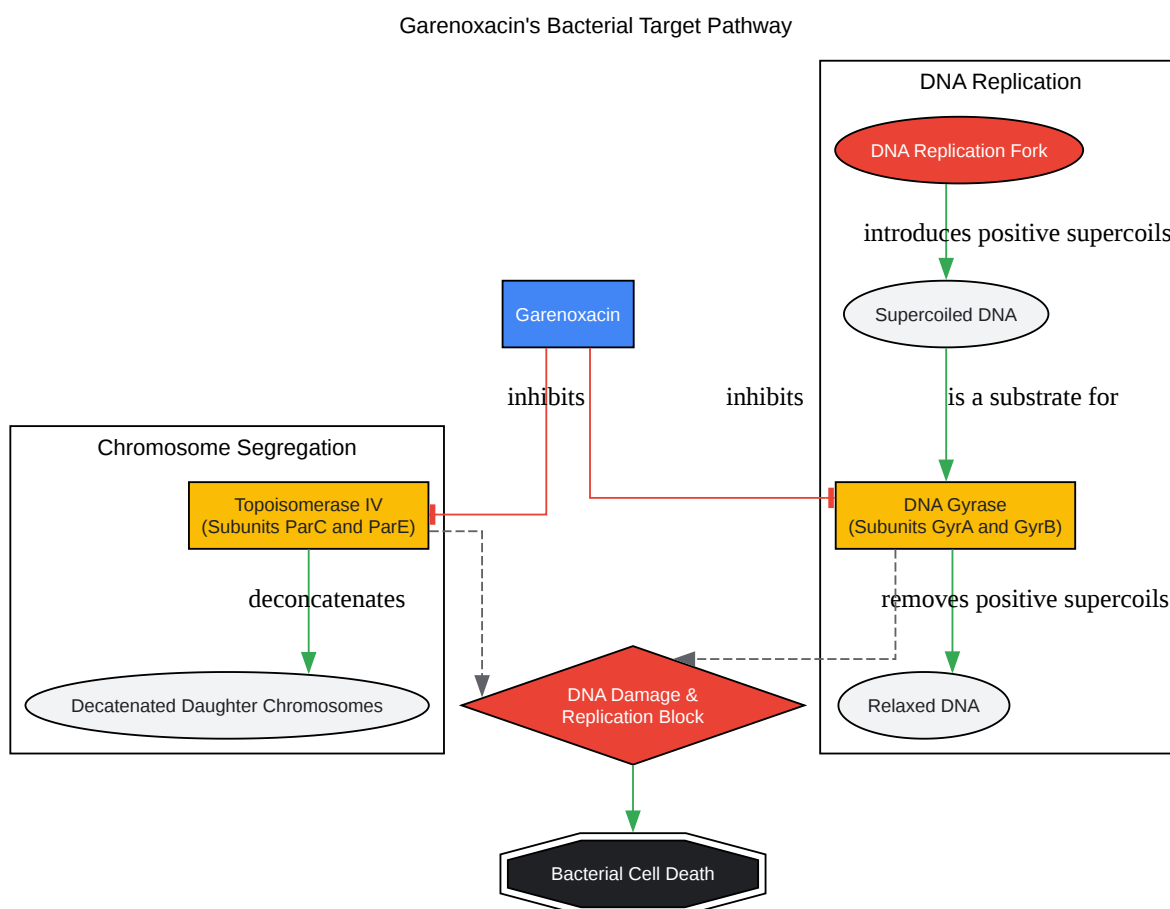 Garenoxacin's Bacterial Target Pathway
DNA Replication
DNA Replication Fork
introduces positive supercoils
Garenoxacin
Supercoiled DNA
inhibits
inhibits
is a substrate for
Chromosome Segregation
Topoisomerase IV
(Subunits ParC and ParE)
DNA Gyrase
(Subunits GyrA and GyrB)
deconcatenates
removes positive supercoils
Decatenated Daughter Chromosomes
DNA Damage &
Replication Block
Relaxed DNA
Bacterial Cell Death